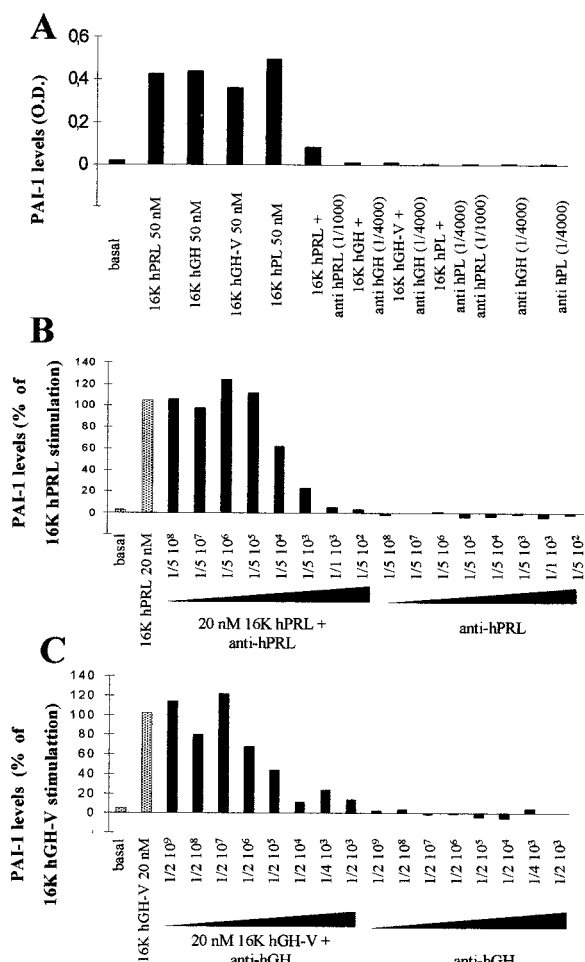 A
PAI-1 levels (O.D.)
0,6
0,4
0,2
0
basal
16K hPRL 50 nM
16K hGH 50 nM
16K hGH-V 50 nM
16K hPL 50 nM
16K hPRL +
anti hPRL (1/1000)
16K hGH +
anti hGH (1/4000)
16K hGH-V +
anti hGH (1/4000)
16K hPL +
anti hPL (1/4000)
anti hPRL (1/1000)
anti hGH (1/4000)
anti hPL (1/4000)
B
PAI-1 levels (% of
16K hPRL stimulation)
140
120
100
80
60
40
20
0
basal
16K hPRL 20 nM
1/5 10⁸
1/5 10⁷
1/5 10⁶
1/5 10⁵
1/5 10⁴
1/5 10³
1/1 10³
1/5 10²
1/5 10⁸
1/5 10⁷
1/5 10⁶
1/5 10⁵
1/5 10⁴
1/5 10³
1/1 10³
1/5 10²
20 nM 16K hPRL +
anti-hPRL
anti-hPRL
C
PAI-1 levels (% of
16K hGH-V stimulattion)
140
120
100
80
60
40
20
0
basal
16K hGH-V 20 nM
1/2 10⁹
1/2 10⁸
1/2 10⁷
1/2 10⁶
1/2 10⁵
1/2 10⁴
1/4 10³
1/2 10³
1/2 10⁹
1/2 10⁸
1/2 10⁷
1/2 10⁶
1/2 10⁵
1/2 10⁴
1/4 10³
1/2 10³
20 nM 16K hGH-V +
anti-hGH
anti-hGH